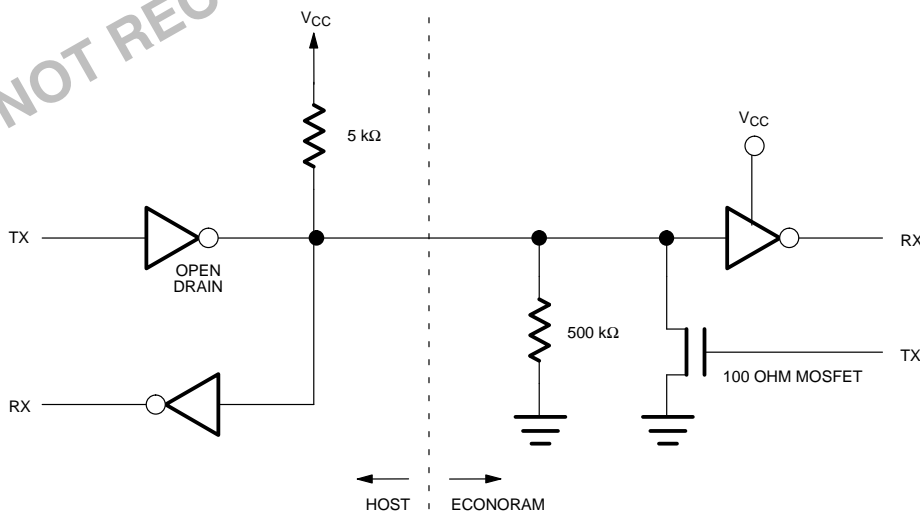 NOT REC
VCC
5 kΩ
VCC
TX
OPEN
DRAIN
RX
500 kΩ
TX
100 OHM MOSFET
RX
HOST
ECONORAM